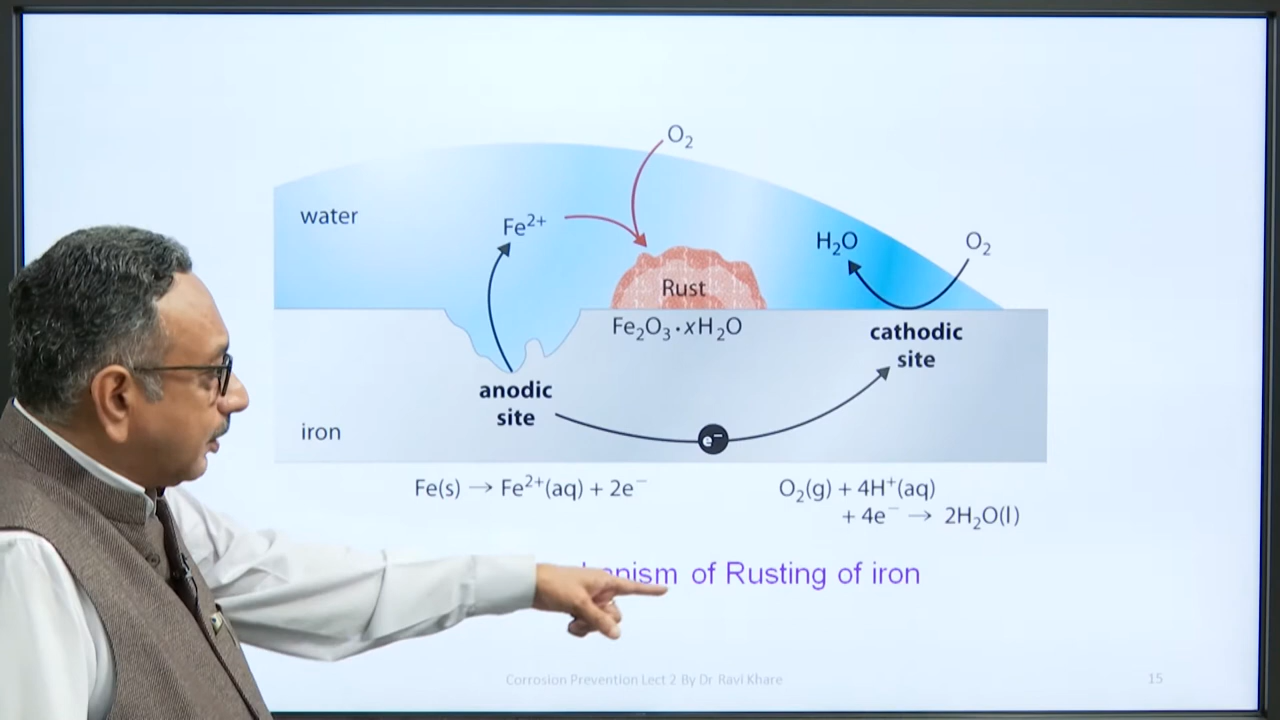 O₂
water
Fe²⁺
H₂O
O₂
Rust
Fe₂O₃·xH₂O
cathodic
site
anodic
site
iron
e⁻
Fe(s) → Fe²⁺(aq) + 2e⁻
O₂(g) + 4H⁺(aq)
+ 4e⁻ → 2H₂O(l)
of Rusting of iron
Corrosion Prevention Lect 2 By Dr Ravi Khare
15